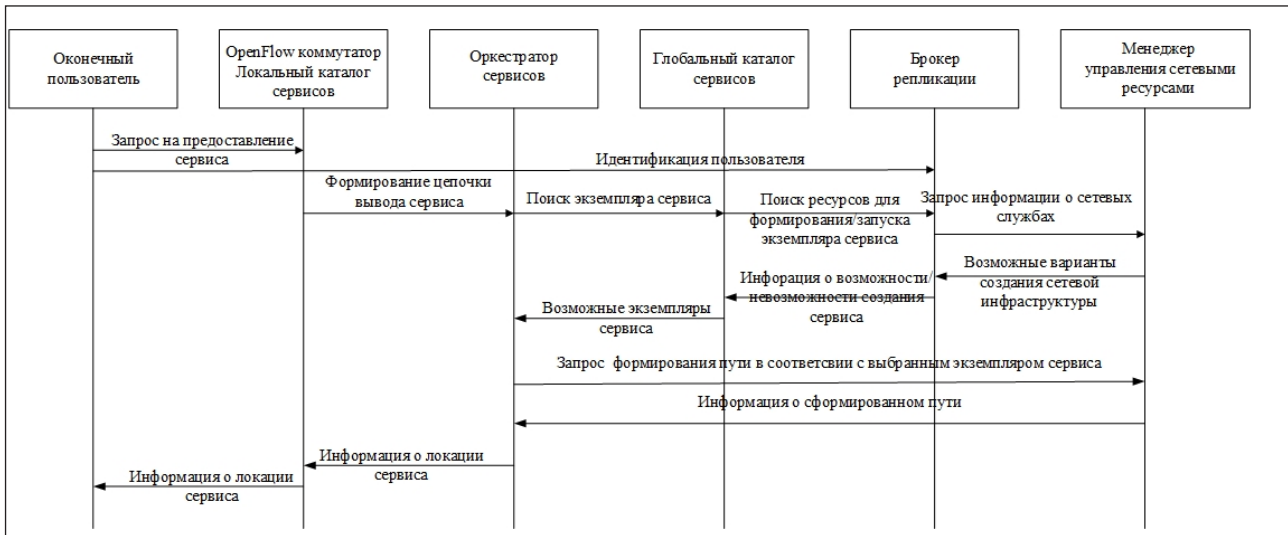 Оконечный
пользователь
OpenFlow коммутатор
Локальный каталог
сервисов
Оркестратор
сервисов
Глобальный каталог
сервисов
Брокер
репликации
Менеджер
управления сетевыми
ресурсами
Запрос на предоставление
сервиса
Идентификация пользователя
Формирование цепочки
вывода сервиса
Поиск экземпляра сервиса
Поиск ресурсов для
формирования/запуска
экземпляра сервиса
Запрос информации о сетевых
службах
Возможные варианты
создания сетевой
инфраструктуры
Инфорация о возможности/
невозможности создания
сервиса
Возможные экземпляры
сервиса
Запрос формирования пути в соответсвии с выбранным экземпляром сервиса
Информация о сформированном пути
Информация о локации
сервиса
Информация о локации
сервиса